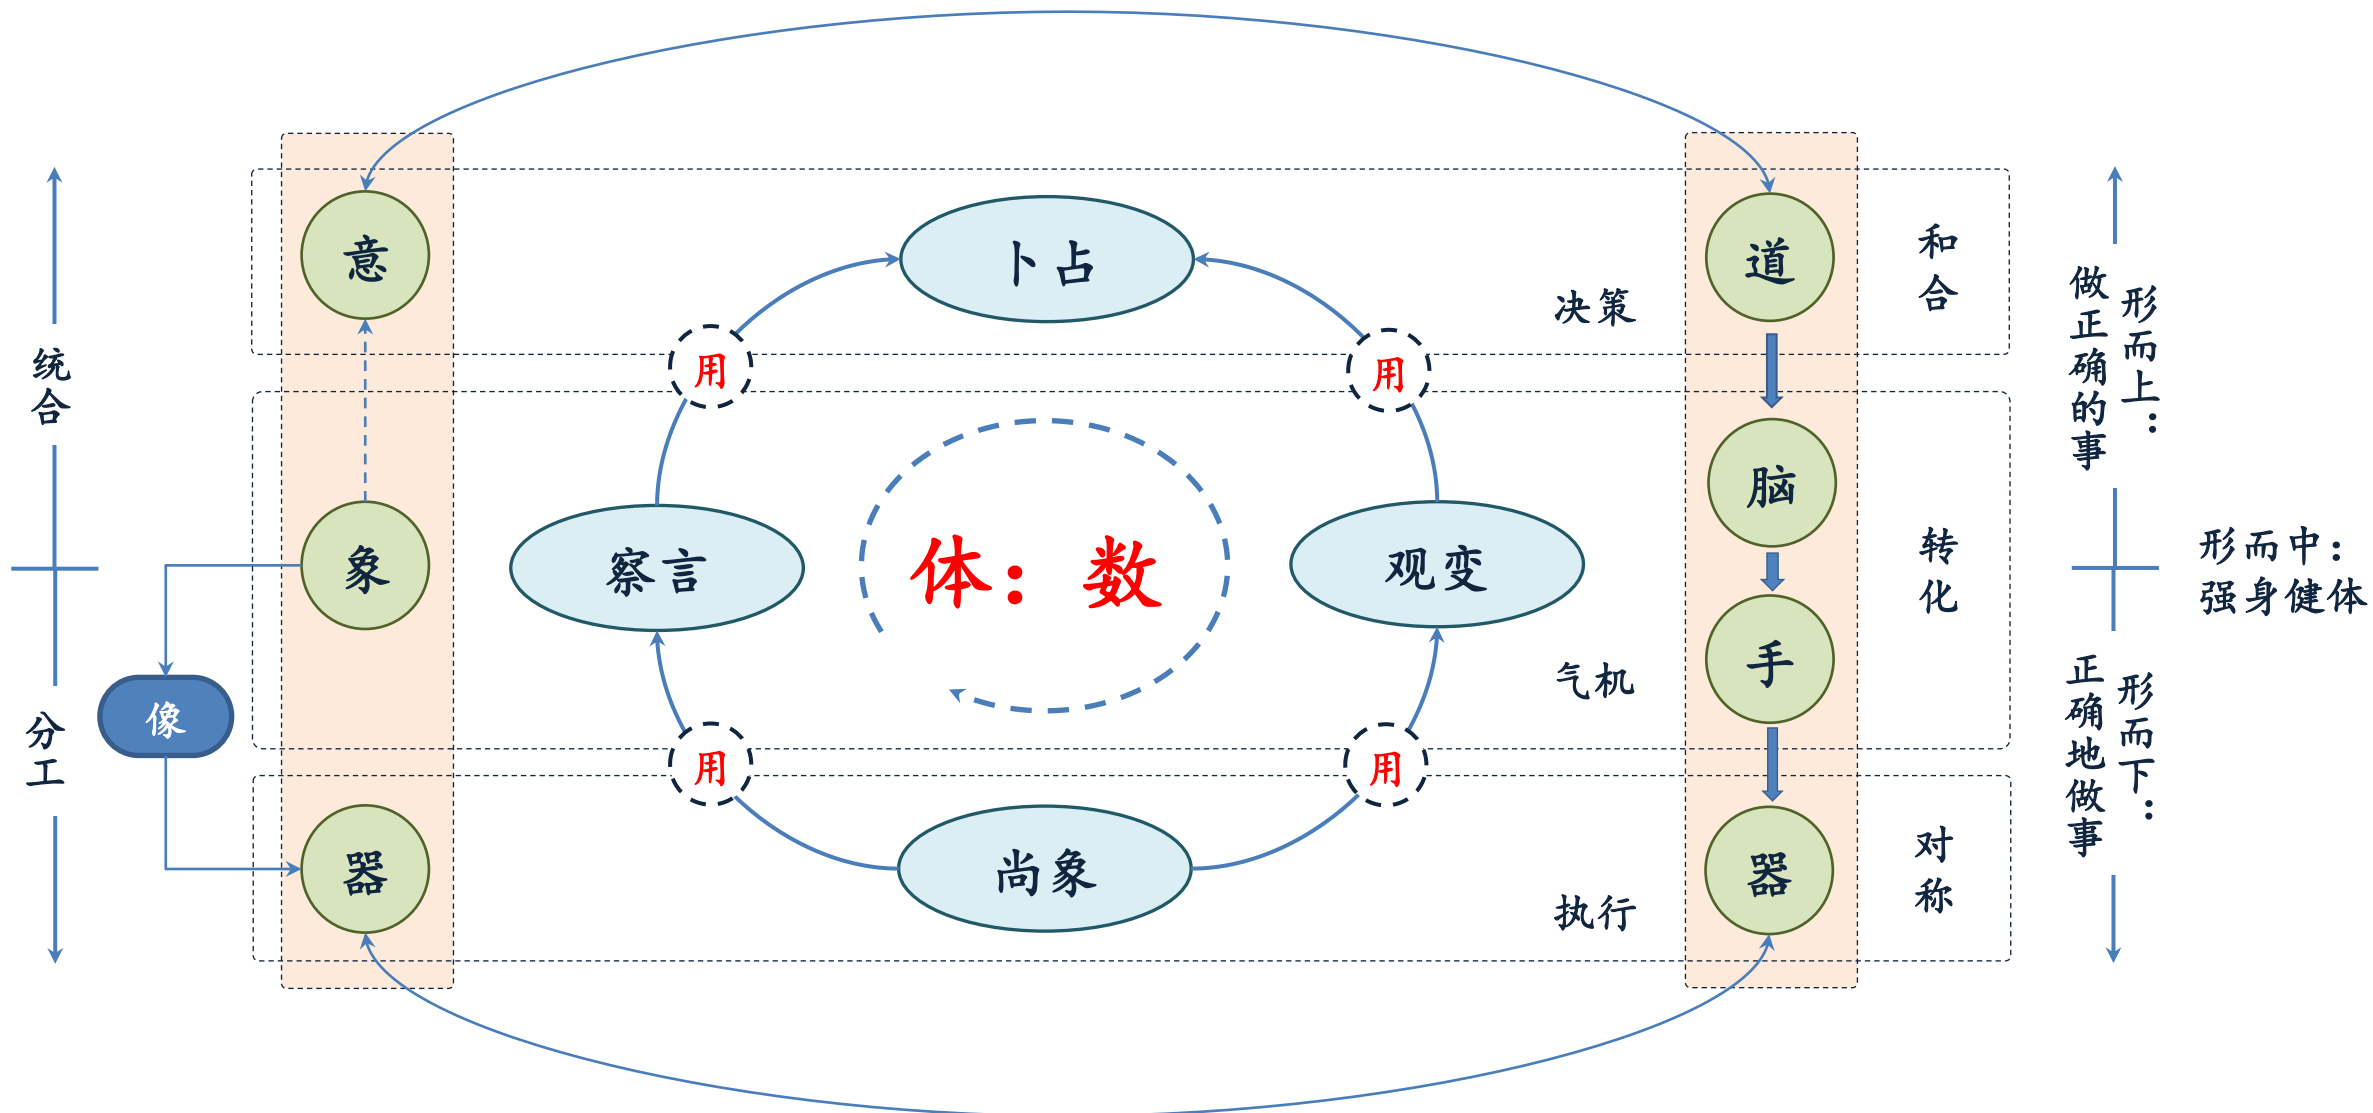 意
卜占
道
和合
决策
用
用
统合
形而上：
做正确的事
脑
象
察言
体：数
观变
转化
形而中：
强身健体
手
气机
像
分工
用
用
形而下：
正确地做事
器
尚象
器
对称
执行